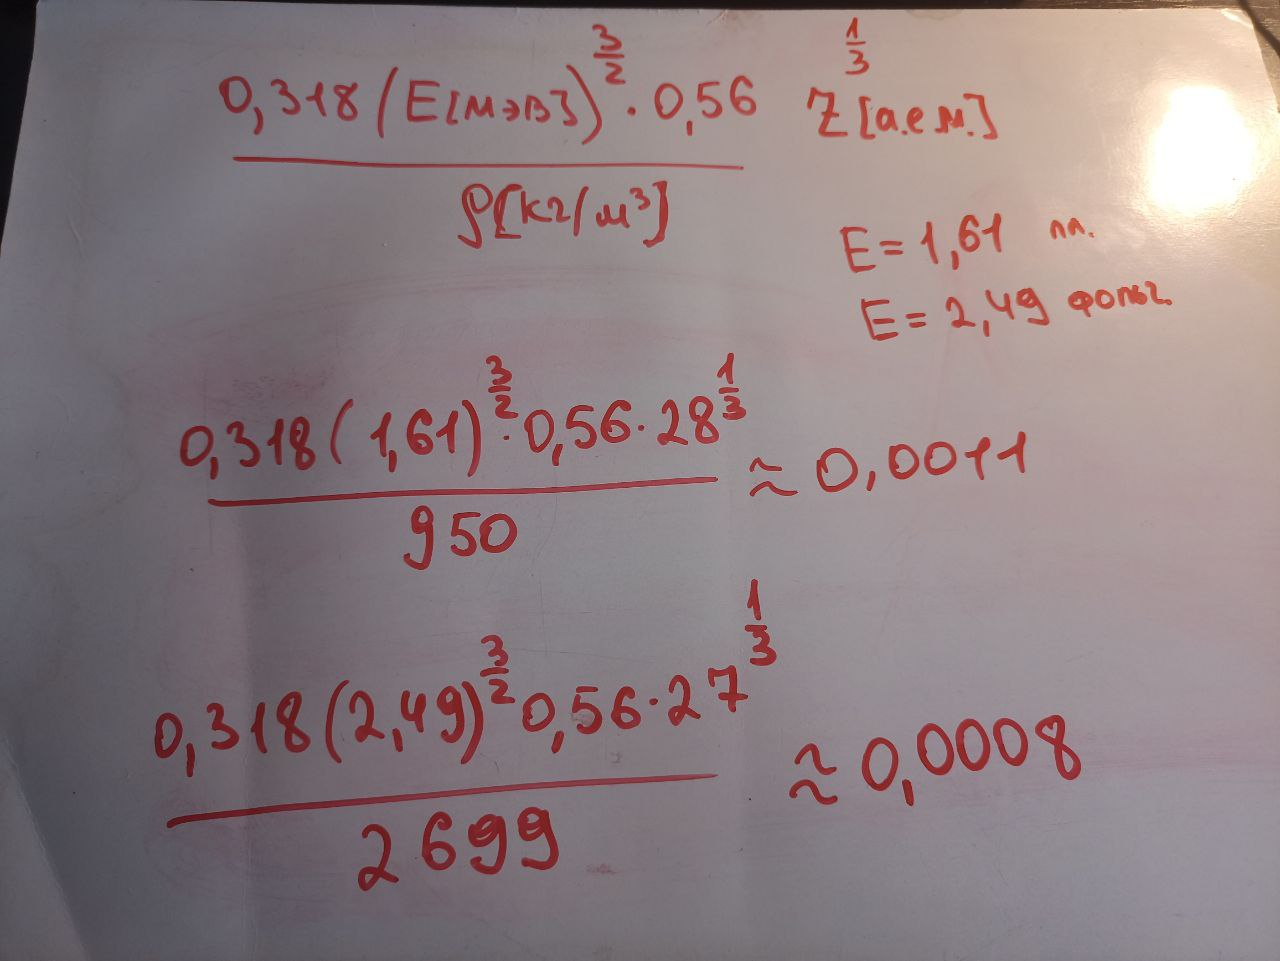 0,318(E[МэВ])^{3/2} · 0,56 Z^{1/3} [а.е.м.]
ρ[кг/м³]
E = 1,61 пл.
E = 2,49 фольг.
0,318(1,61)^{3/2} · 0,56 · 28^{1/3} ≈ 0,0011
950
0,318(2,49)^{3/2} 0,56 · 27^{1/3} ≈ 0,0008
2699